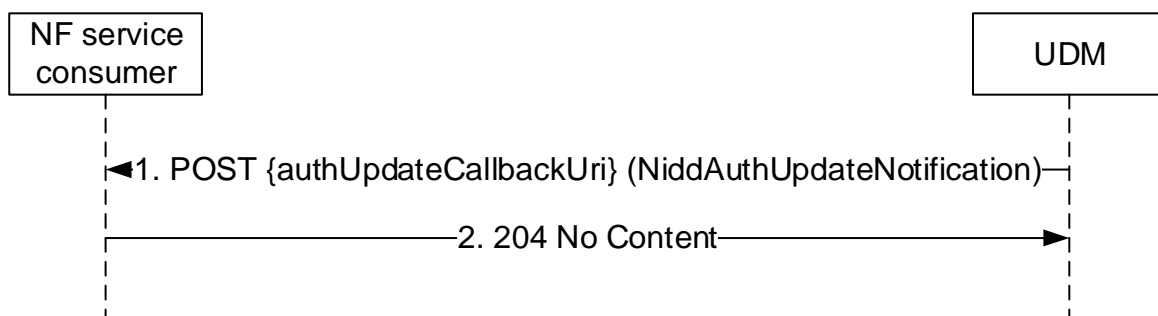 NF service
consumer
UDM
1. POST {authUpdateCallbackUri} (NiddAuthUpdateNotification)
2. 204 No Content